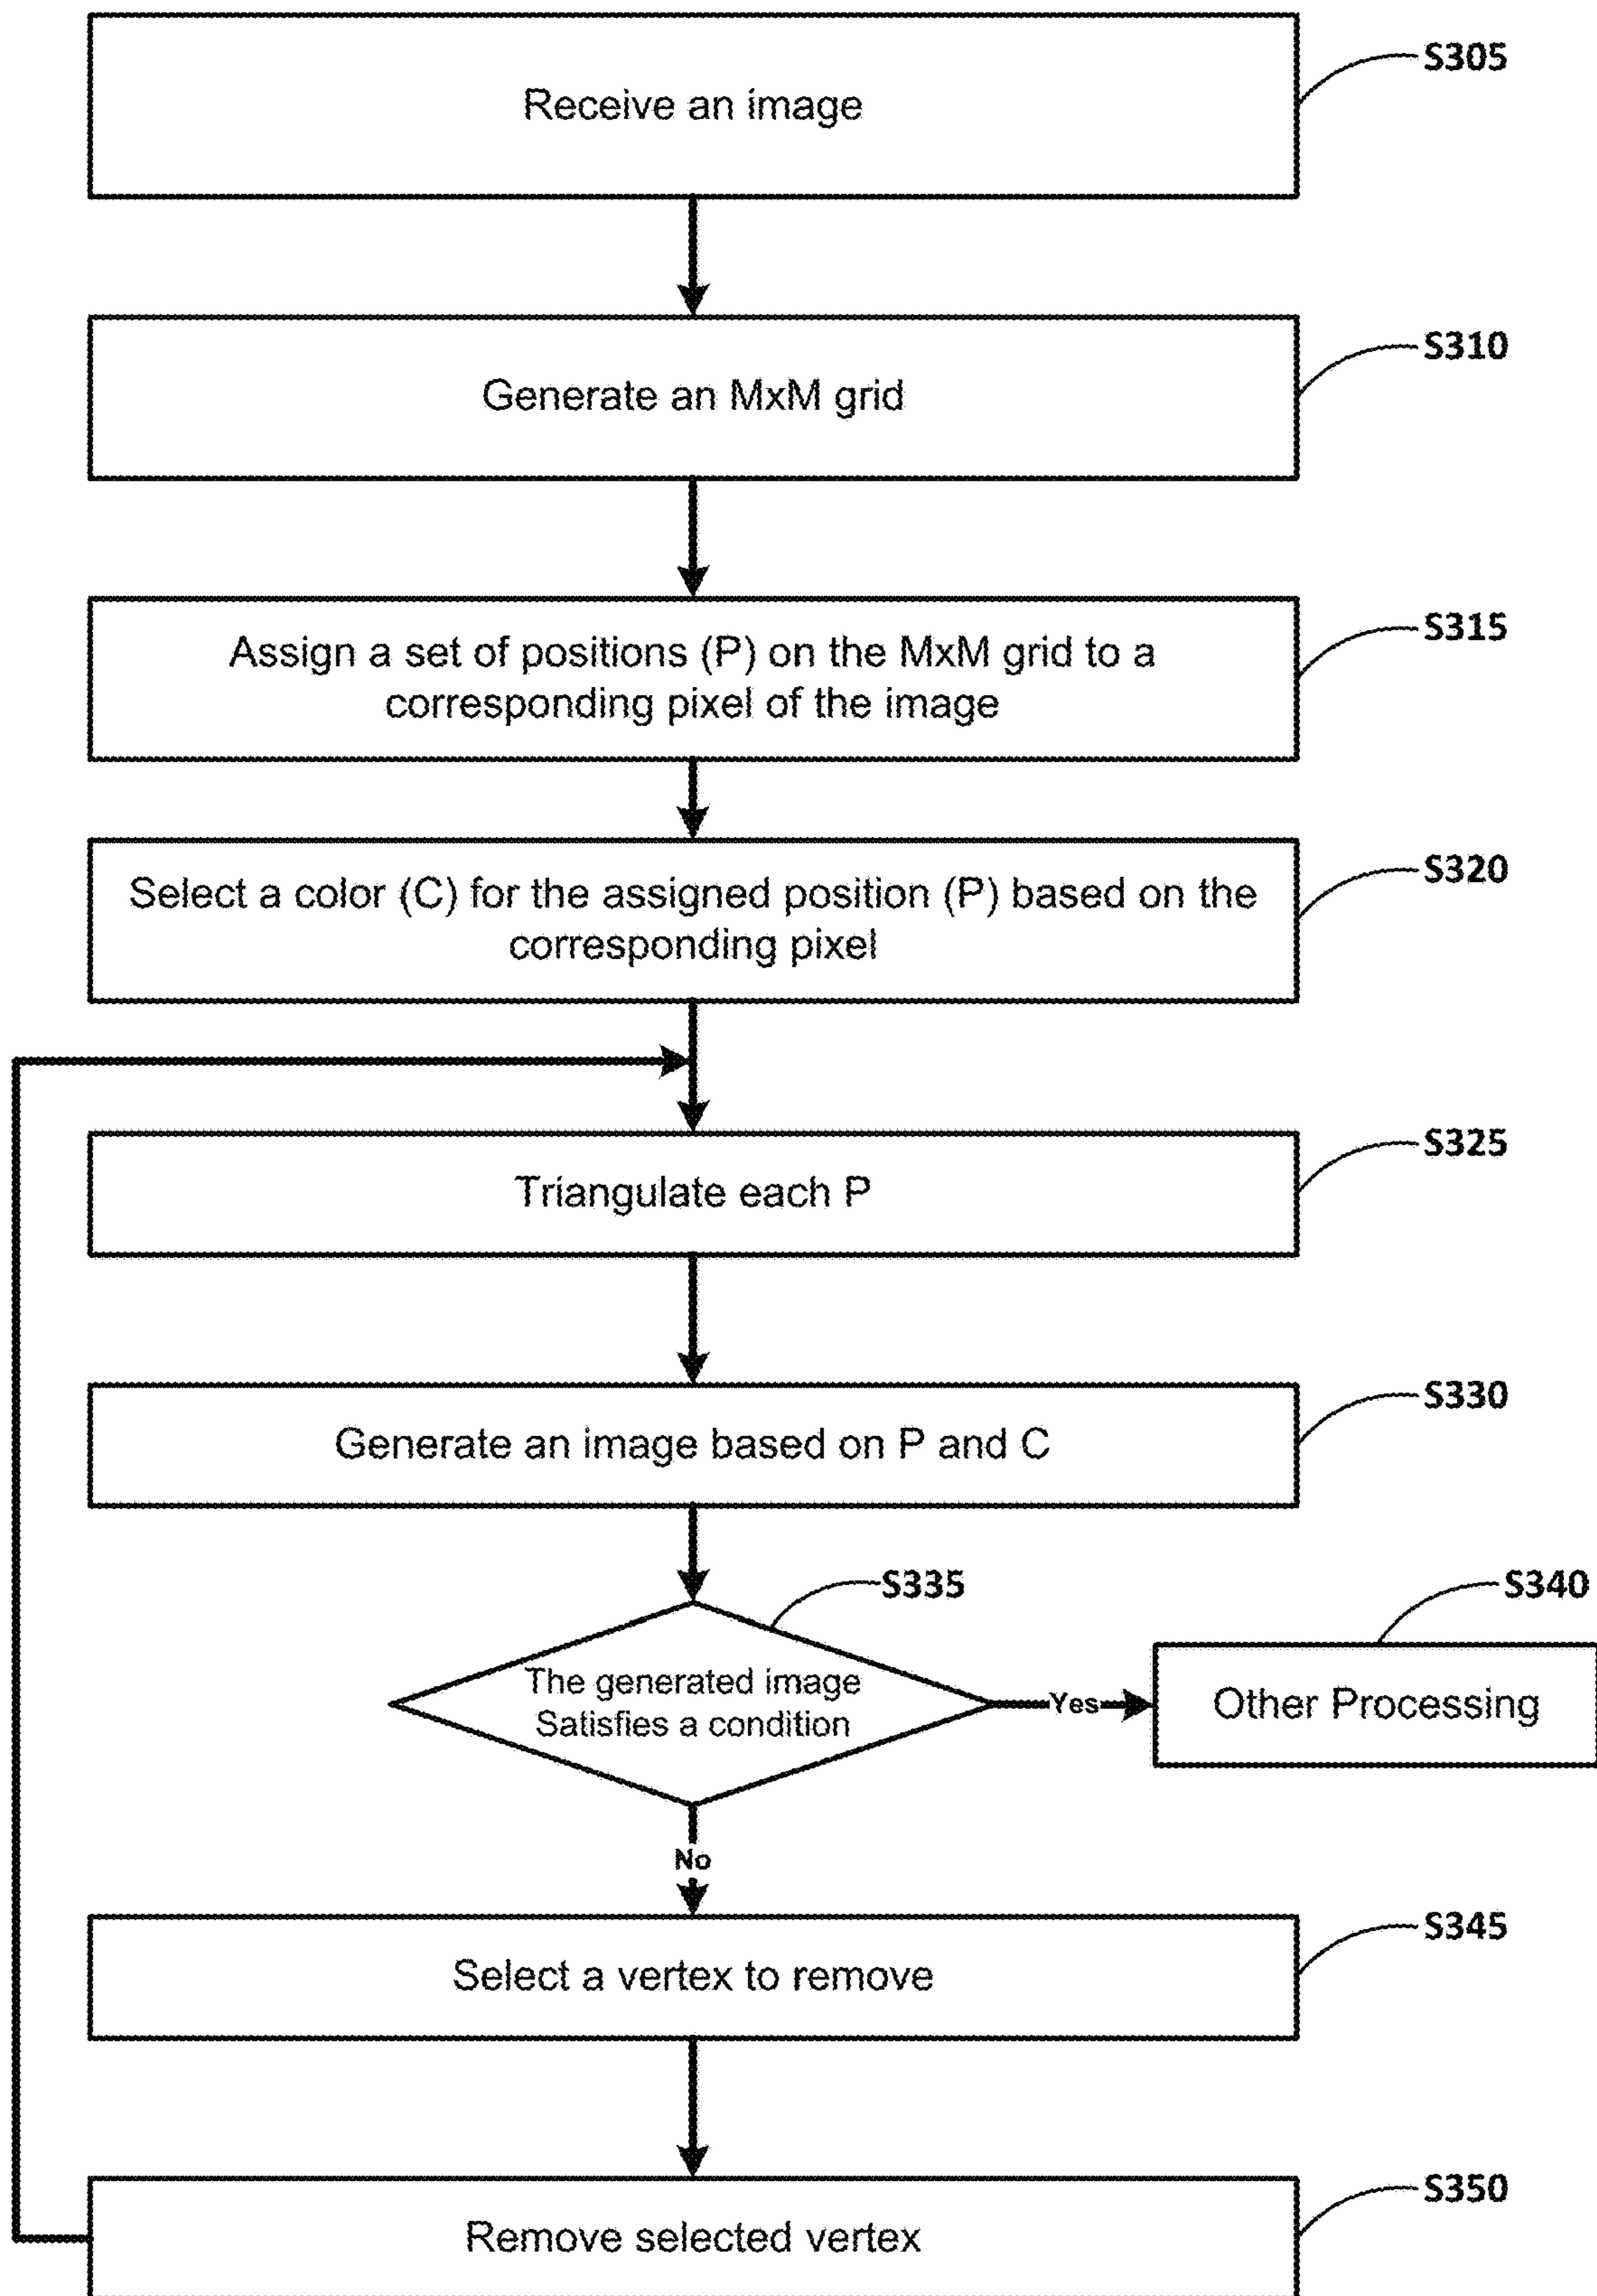 Receive an image
S305
Generate an MxM grid
S310
Assign a set of positions (P) on the MxM grid to a
corresponding pixel of the image
S315
Select a color (C) for the assigned position (P) based on the
corresponding pixel
S320
Triangulate each P
S325
Generate an image based on P and C
S330
S335
The generated image
Satisfies a condition
Yes
S340
Other Processing
No
Select a vertex to remove
S345
Remove selected vertex
S350